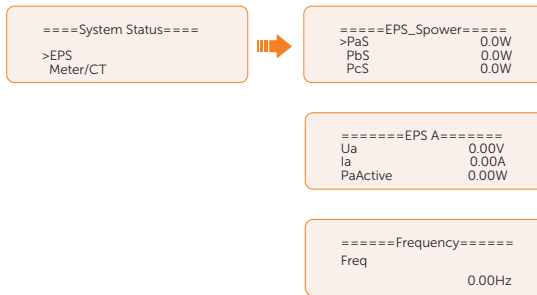 ====System Status====
>EPS
Meter/CT
=====EPS_Spower=====
>PaS 0.0W
PbS 0.0W
PcS 0.0W
=======EPS A=======
Ua 0.00V
Ia 0.00A
PaActive 0.00W
======Frequency======
Freq
0.00Hz